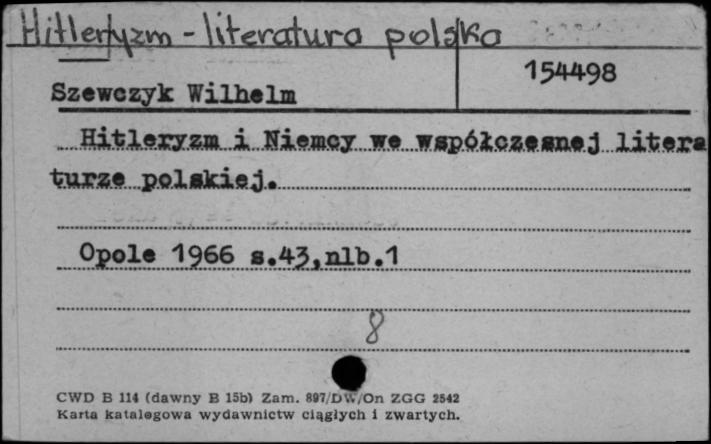 Hitleryzm - literatura polska
154498
Szewczyk Wilhelm
Hitleryzm i Niemcy we współczesnej litera
turze polskiej.
Opole 1966 s.43,nlb.1
8
CWD B 114 (dawny B 15b) Zam. 897/DW/On ZGG 2542
Karta katalogowa wydawnictw ciągłych i zwartych.